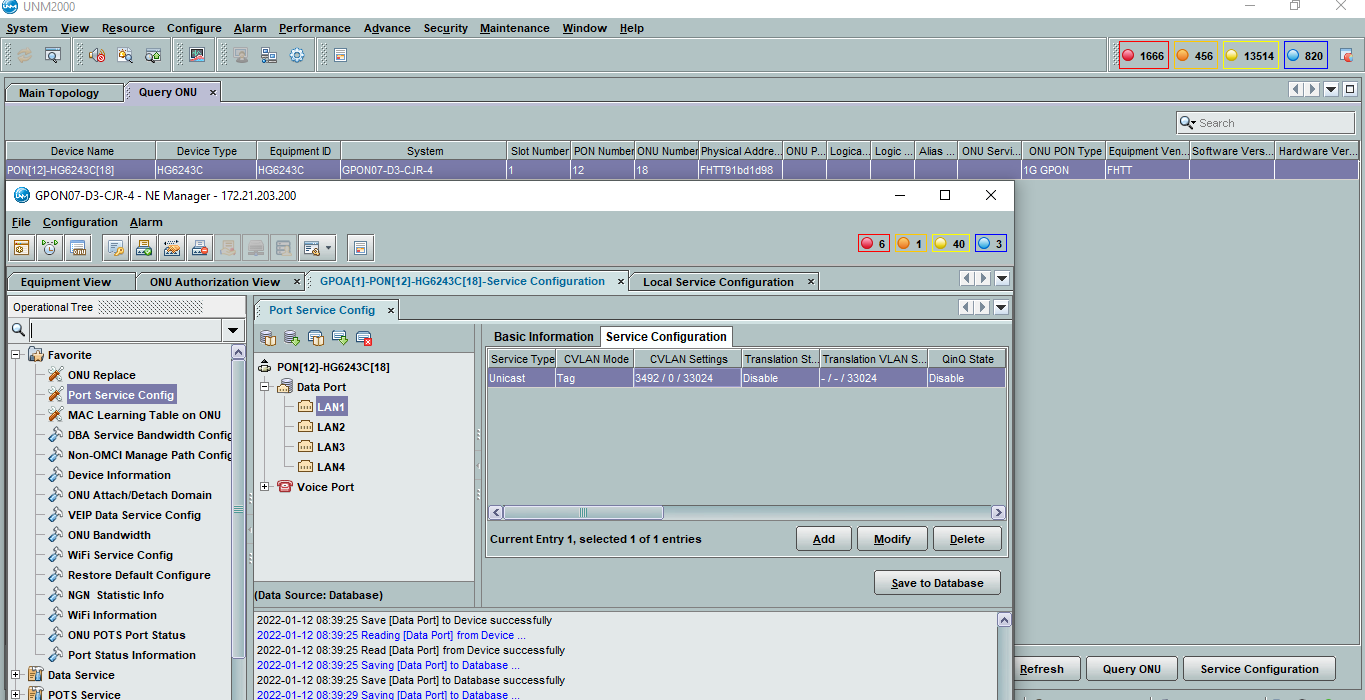 UNM2000
System View Resource Configure Alarm Performance Advance Security Maintenance Window Help
1666 456 13514 820
Main Topology Query ONU
Search
Device Name Device Type Equipment ID System Slot Number PON Number ONU Number Physical Addre... ONU P... Logica... Logic ... Alias ... ONU Servi... ONU PON Type Equipment Ven... Software Vers... Hardware Ver...
PON[12]-HG6243C[18] HG6243C HG6243C GPON07-D3-CJR-4 1 12 18 FHTT91bd1d98 1G GPON FHTT
GPON07-D3-CJR-4 - NE Manager - 172.21.203.200
File Configuration Alarm
6 1 40 3
Equipment View ONU Authorization View GPOA[1]-PON[12]-HG6243C[18]-Service Configuration Local Service Configuration
Operational Tree
Favorite
ONU Replace
Port Service Config
MAC Learning Table on ONU
DBA Service Bandwidth Config
Non-OMCI Manage Path Config
Device Information
ONU Attach/Detach Domain
VEIP Data Service Config
ONU Bandwidth
WiFi Service Config
Restore Default Configure
NGN Statistic Info
WiFi Information
ONU POTS Port Status
Port Status Information
Data Service
POTS Service
Port Service Config
PON[12]-HG6243C[18]
Data Port
LAN1
LAN2
LAN3
LAN4
Voice Port
(Data Source: Database)
Basic Information Service Configuration
Service Type CVLAN Mode CVLAN Settings Translation St... Translation VLAN S... QinQ State
Unicast Tag 3492 / 0 / 33024 Disable - / - / 33024 Disable
Current Entry 1, selected 1 of 1 entries
Add Modify Delete
Save to Database
2022-01-12 08:39:25 Save [Data Port] to Device successfully
2022-01-12 08:39:25 Reading [Data Port] from Device ...
2022-01-12 08:39:25 Read [Data Port] from Device successfully
2022-01-12 08:39:25 Saving [Data Port] to Database ...
2022-01-12 08:39:25 Save [Data Port] to Database successfully
2022-01-12 08:39:29 Saving [Data Port] to Database ...
Refresh Query ONU Service Configuration